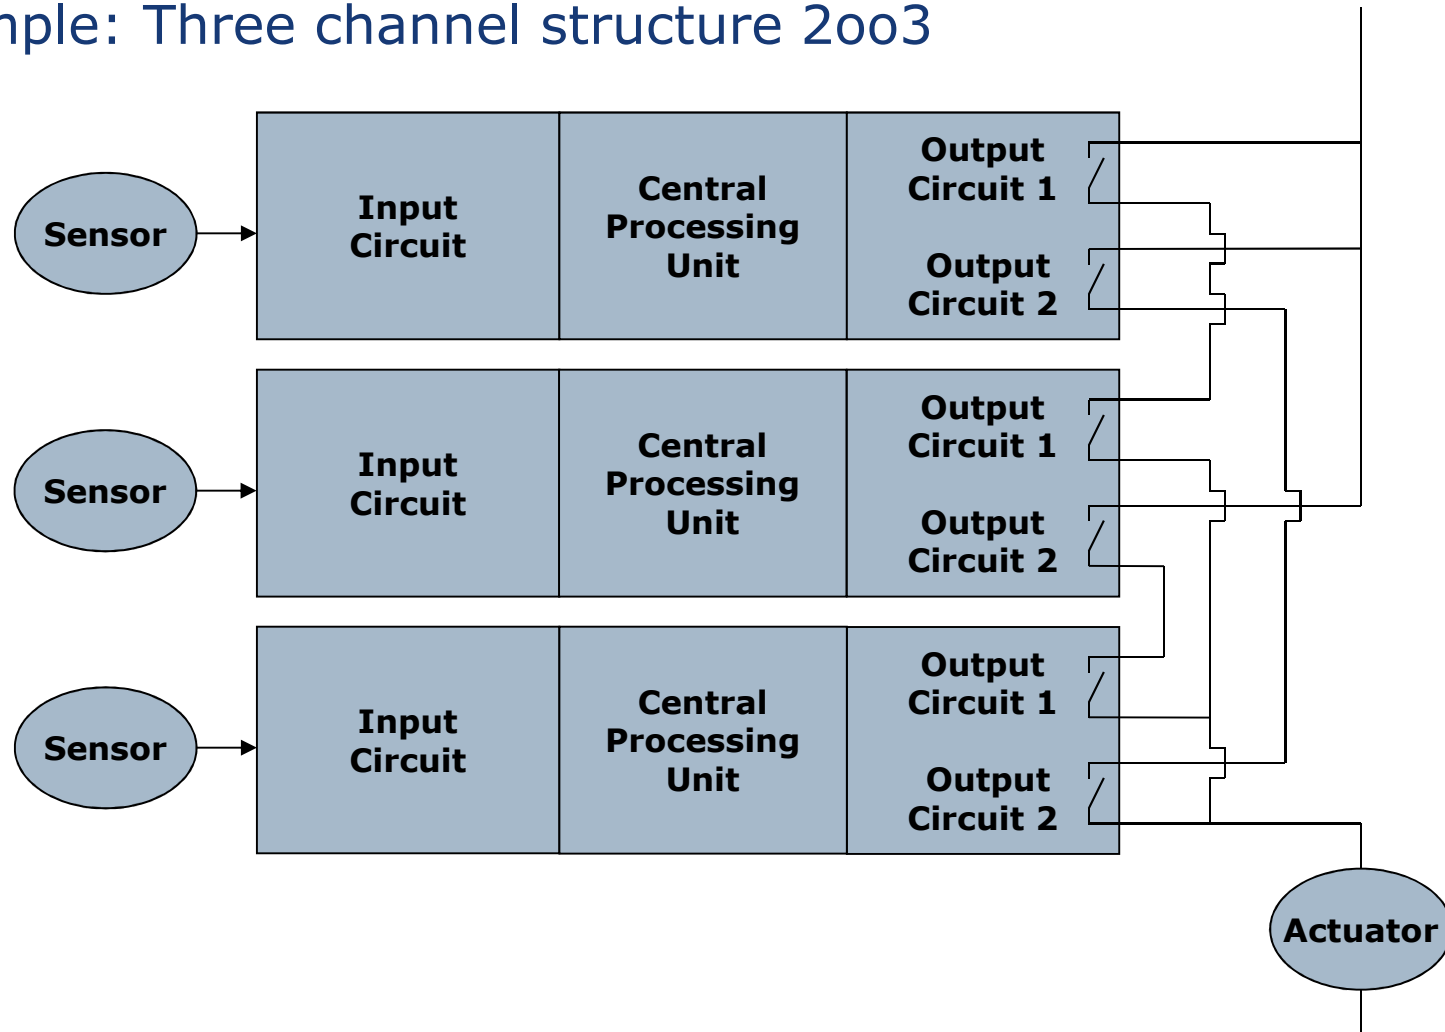 mple: Three channel structure 2oo3
Sensor
Input
Circuit
Central
Processing
Unit
Output
Circuit 1
Output
Circuit 2
Sensor
Input
Circuit
Central
Processing
Unit
Output
Circuit 1
Output
Circuit 2
Sensor
Input
Circuit
Central
Processing
Unit
Output
Circuit 1
Output
Circuit 2
Actuator